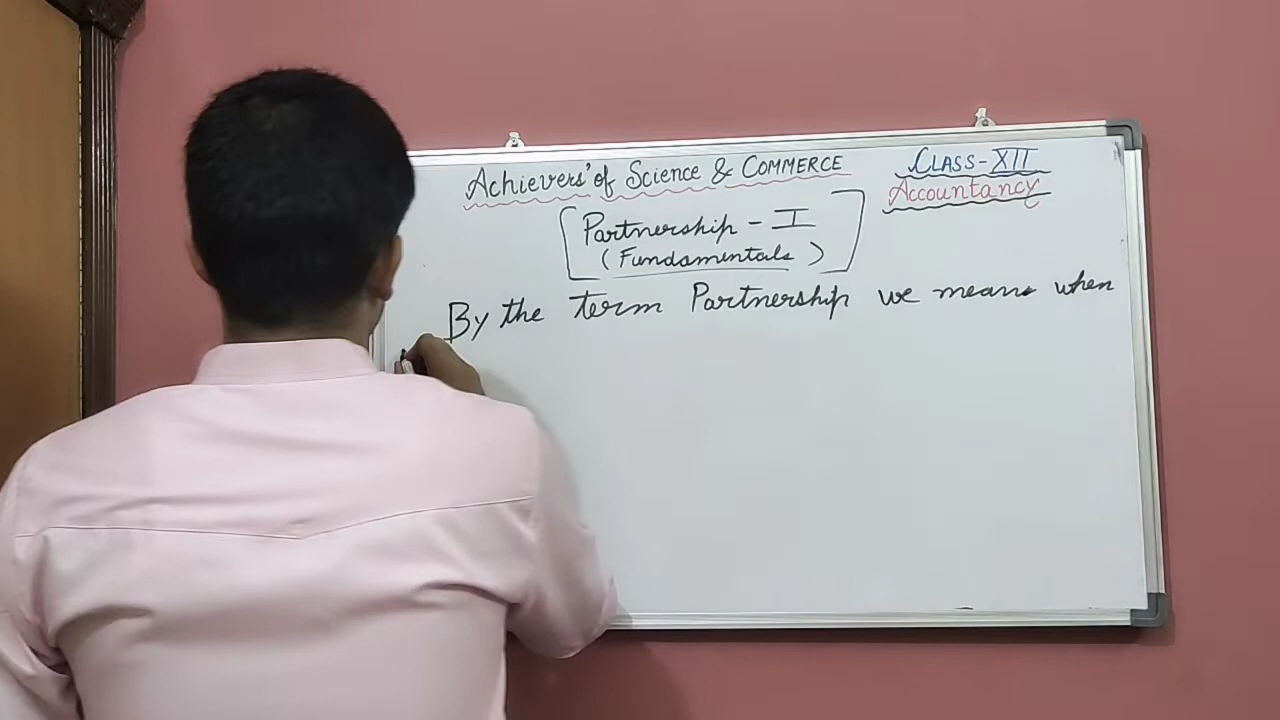 Achievers' of Science & COMMERCE
CLASS-XII
Accountancy
[Partnership - I
(Fundamentals)]
By the term Partnership we means when